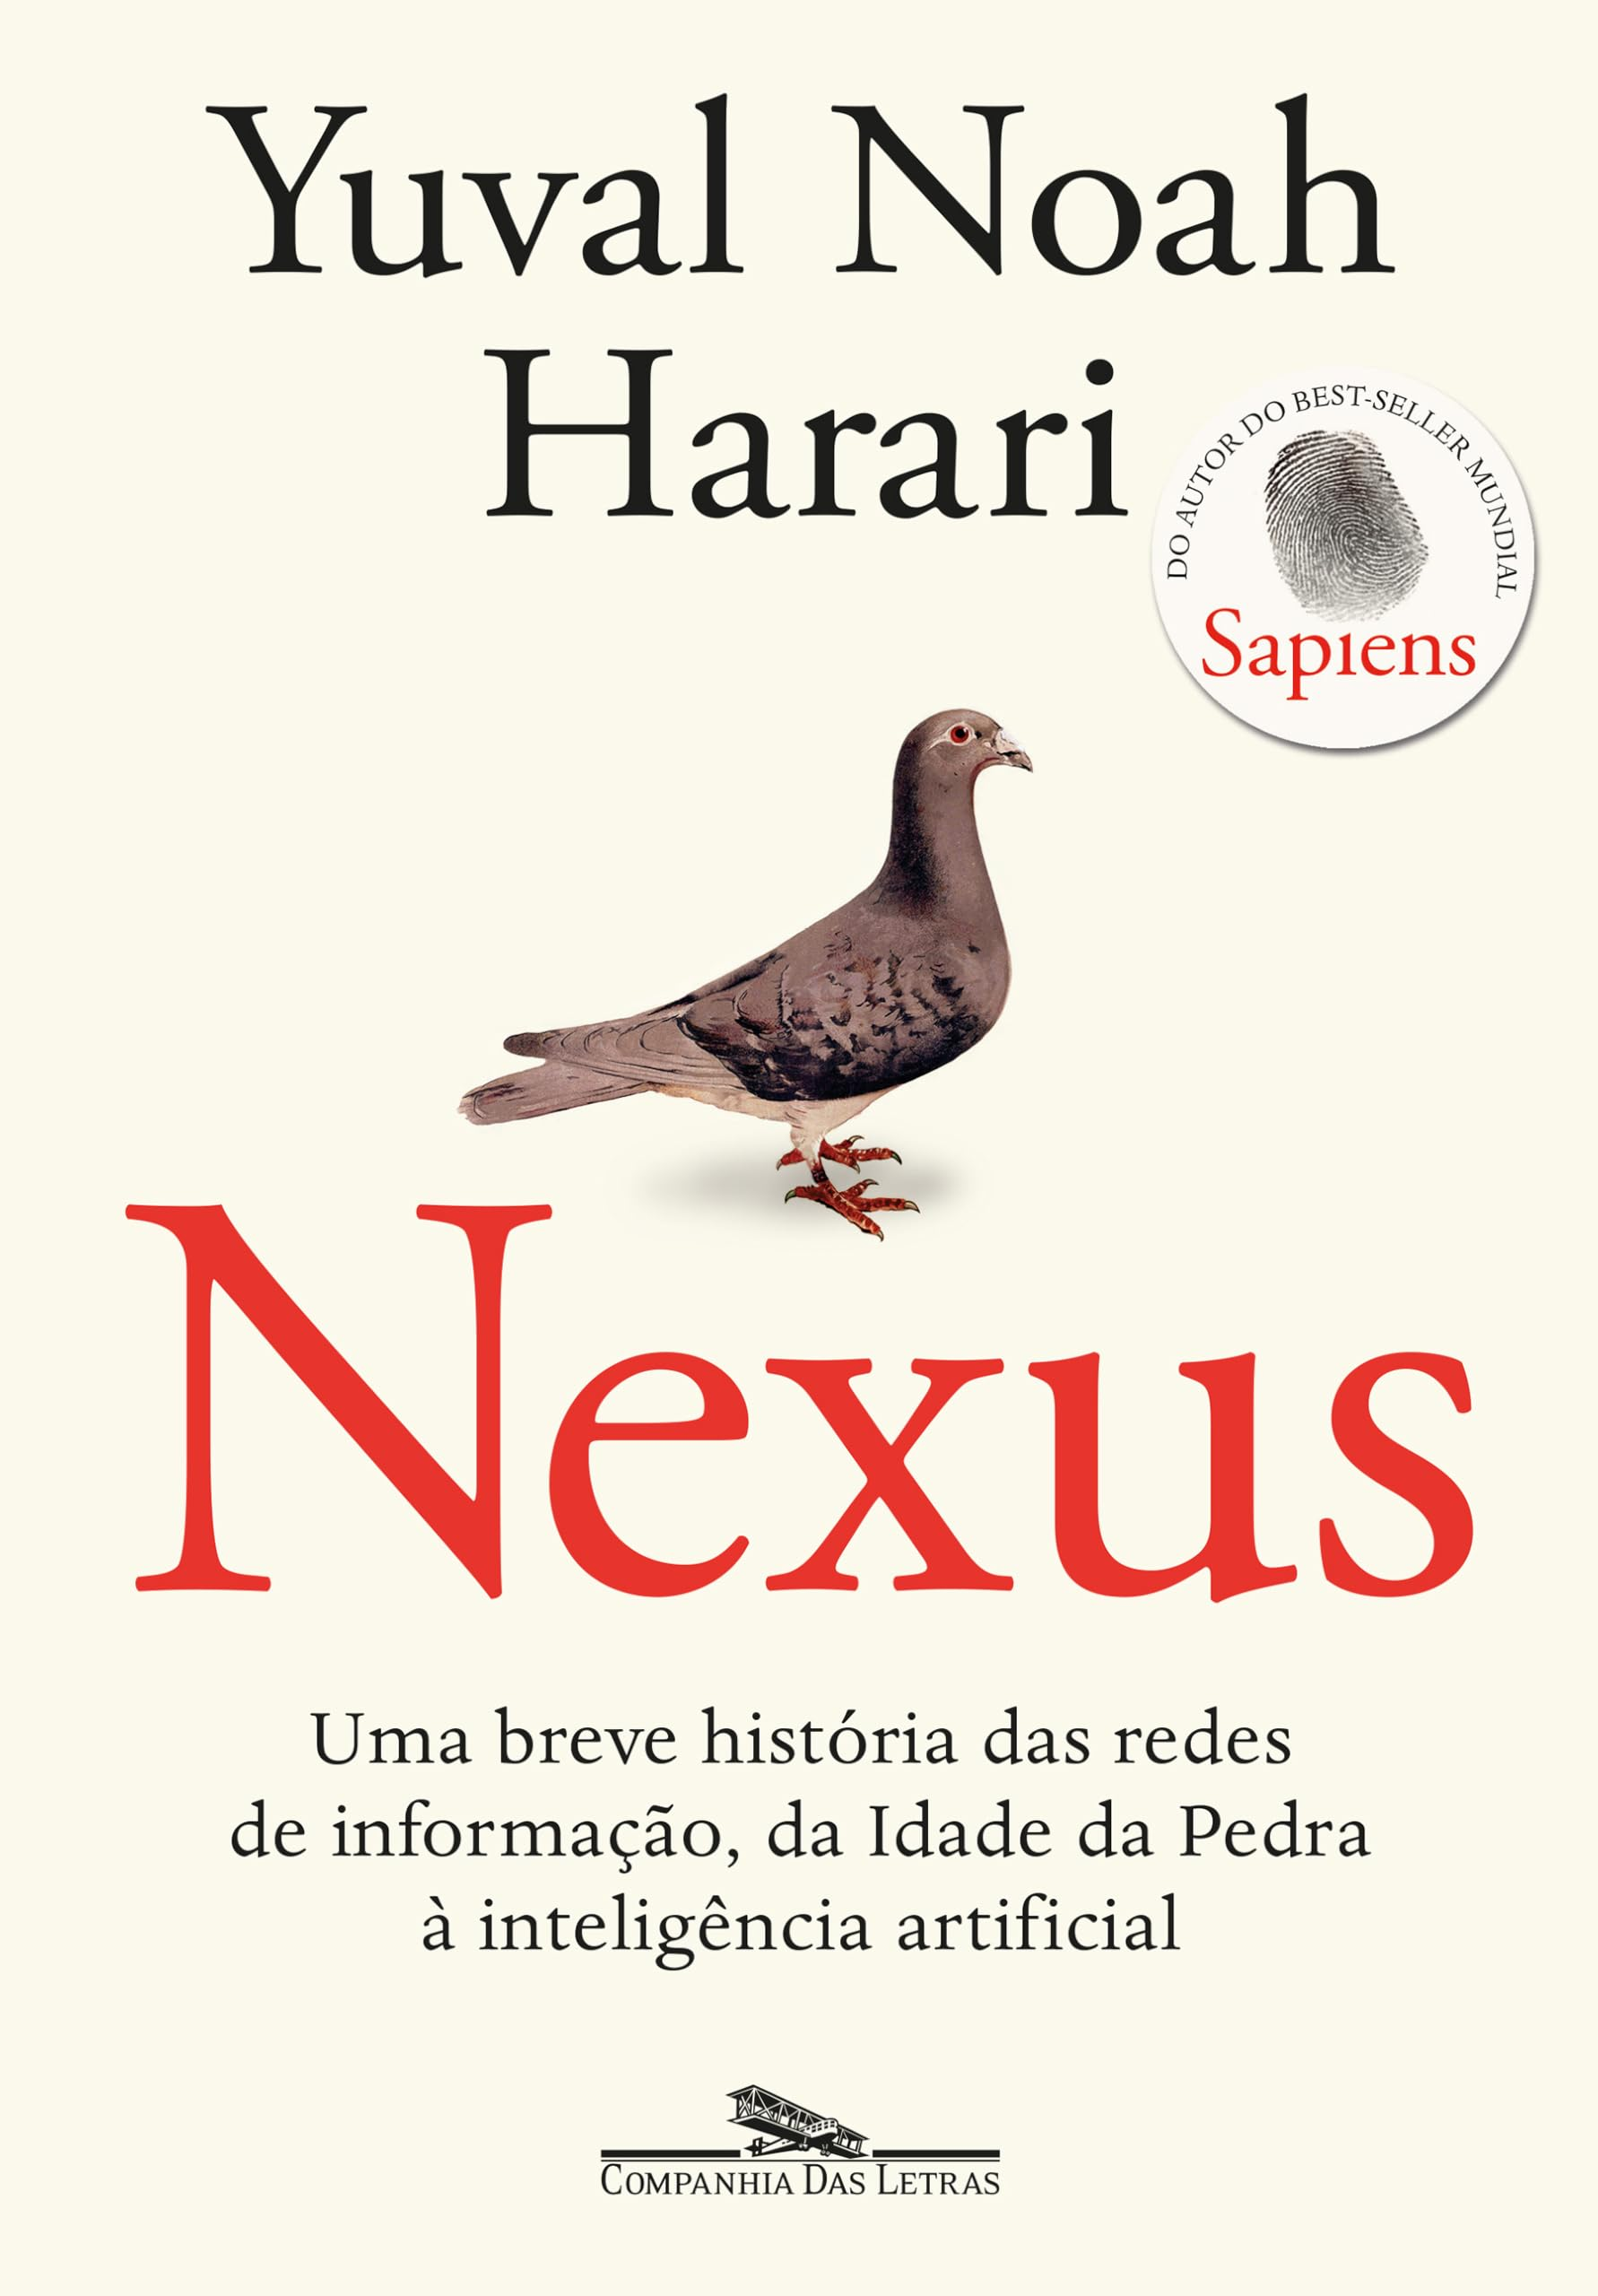 Yuval Noah
Harari
DO AUTOR DO BEST-SELLER MUNDIAL
Sapiens
Nexus
Uma breve história das redes
de informação, da Idade da Pedra
à inteligência artificial
COMPANHIA DAS LETRAS